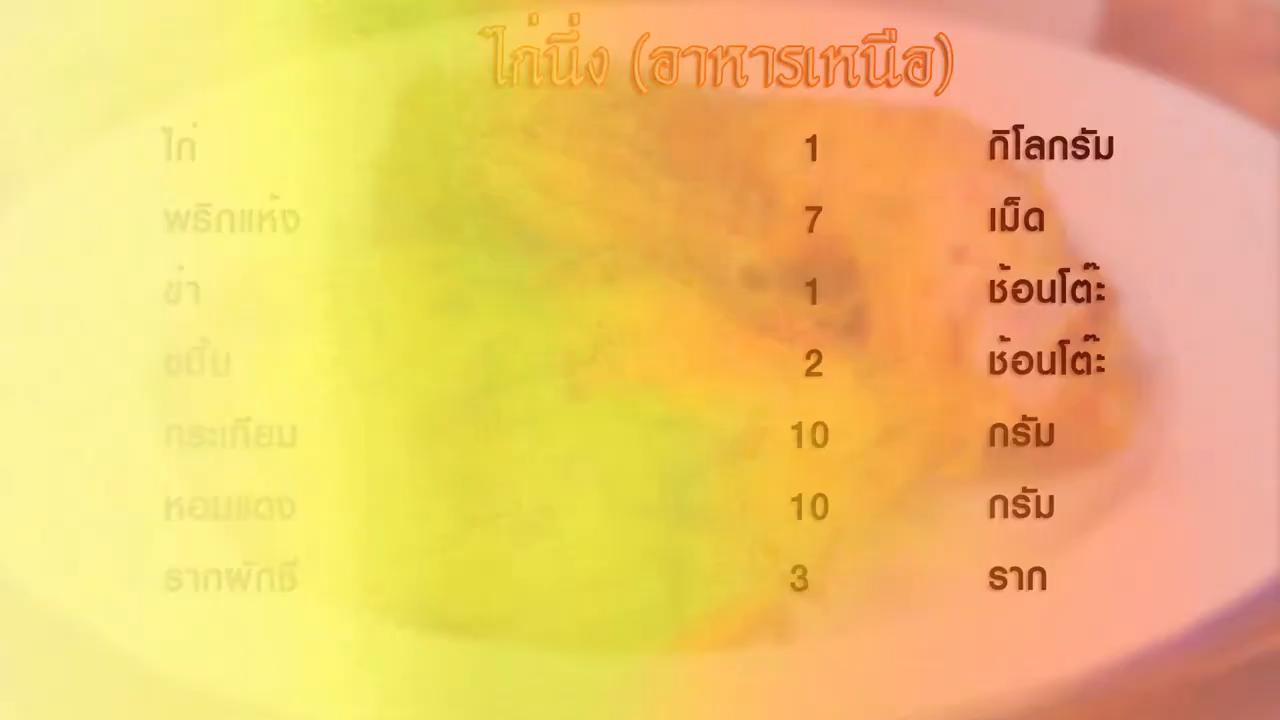 ไก่นึ่ง (อาหารเหนือ)
ไก่ 1 กิโลกรัม
พริกแห้ง 7 เม็ด
ข่า 1 ช้อนโต๊ะ
ขมิ้น 2 ช้อนโต๊ะ
กระเทียม 10 กรัม
หอมแดง 10 กรัม
รากผักชี 3 ราก